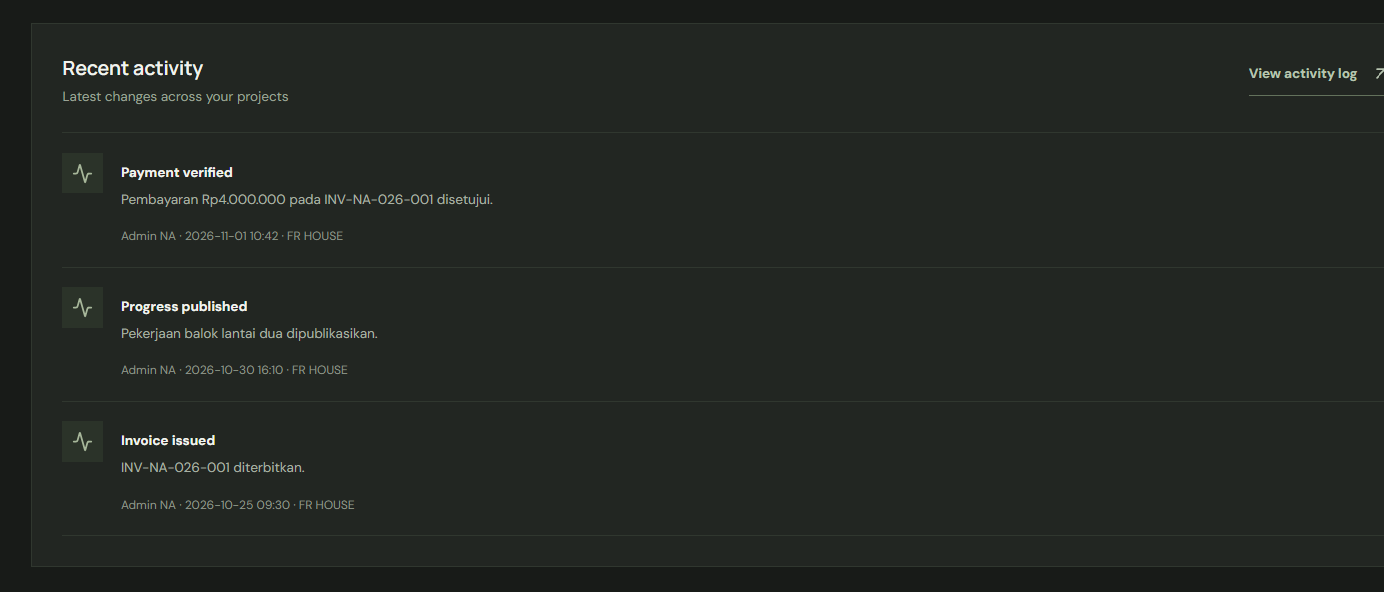 Recent activity
View activity log
Latest changes across your projects
Payment verified
Pembayaran Rp4.000.000 pada INV-NA-026-001 disetujui.
Admin NA · 2026-11-01 10:42 · FR HOUSE
Progress published
Pekerjaan balok lantai dua dipublikasikan.
Admin NA · 2026-10-30 16:10 · FR HOUSE
Invoice issued
INV-NA-026-001 diterbitkan.
Admin NA · 2026-10-25 09:30 · FR HOUSE